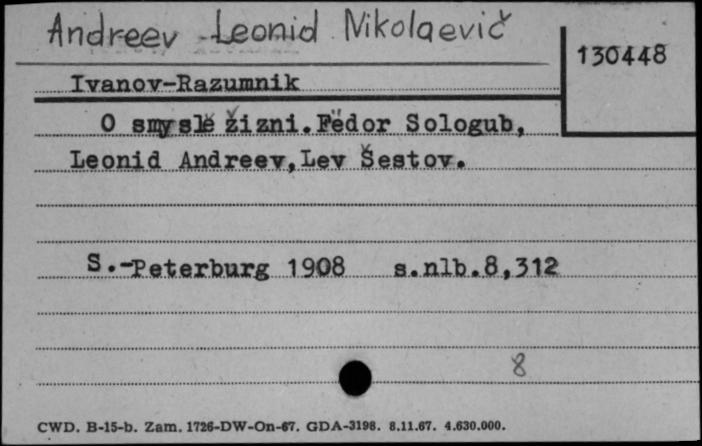 Andreev Leonid Nikolaevič
130448
Ivanov-Razumnik
O smyslě žizni. Fëdor Sologub,
Leonid Andreev, Lev Šestov.
S.-Peterburg 1908 s.nlb.8,312
8
CWD. B-15-b. Zam. 1726-DW-On-67. GDA-3198. 8.11.67. 4.630.000.